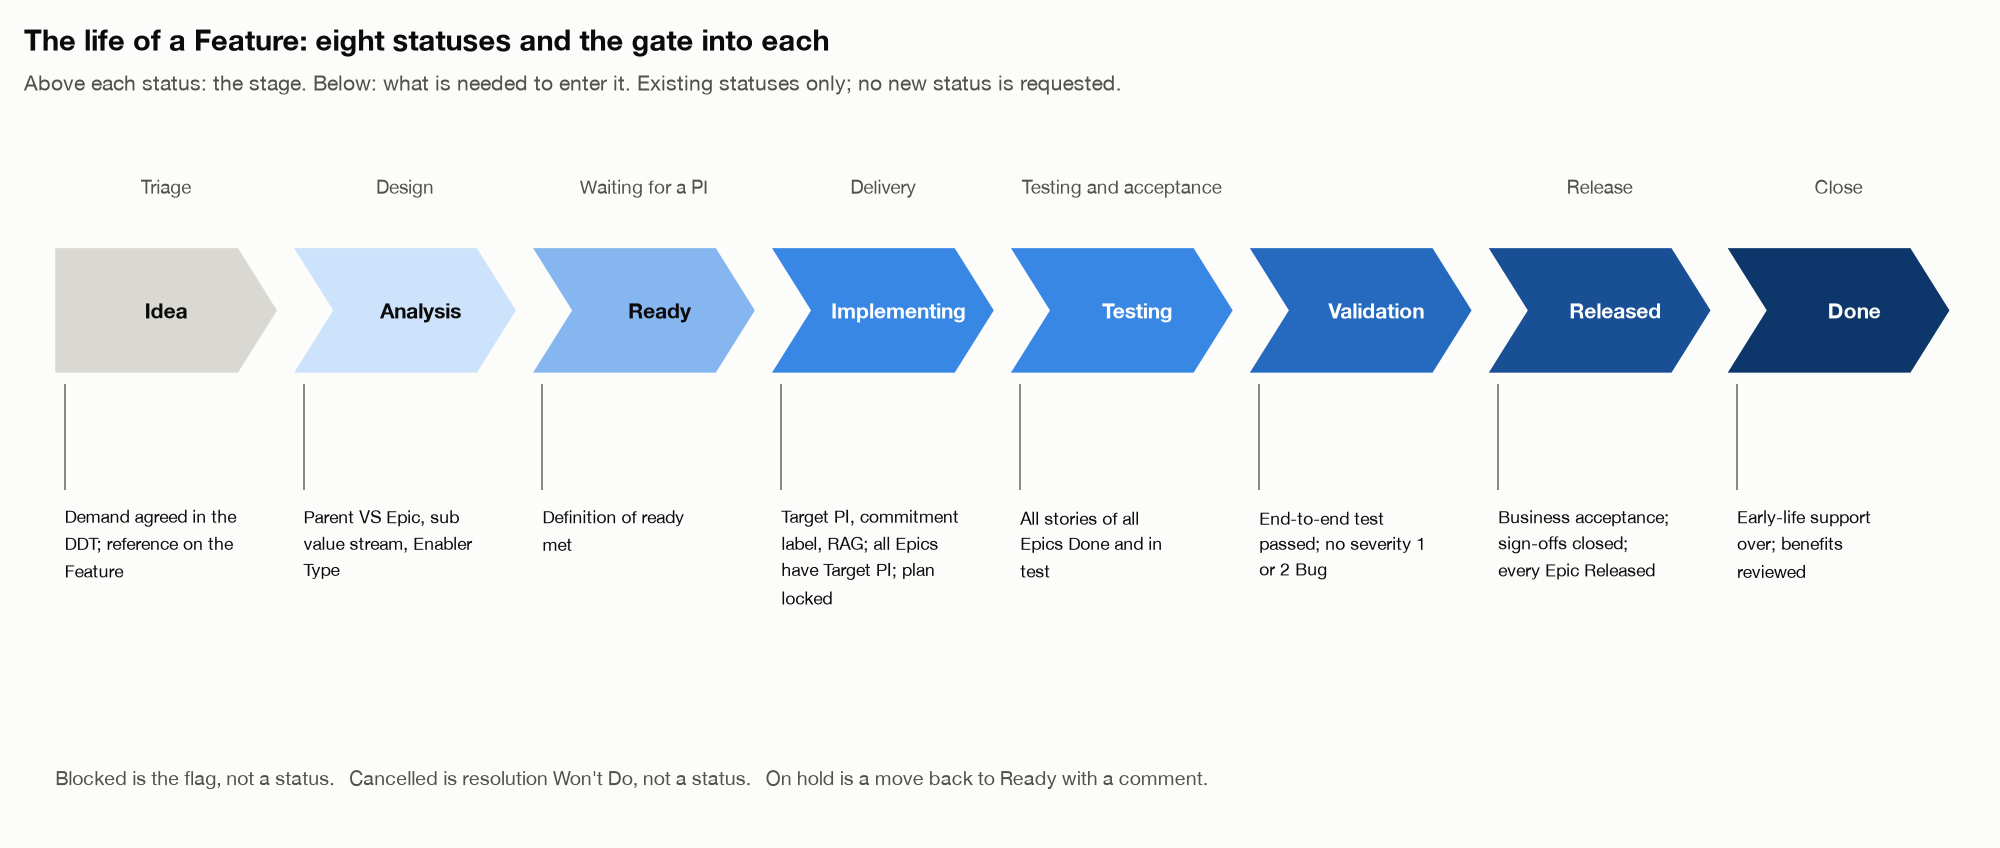 The life of a Feature: eight statuses and the gate into each
Above each status: the stage. Below: what is needed to enter it. Existing statuses only; no new status is requested.
Triage
Design
Waiting for a PI
Delivery
Testing and acceptance
Release
Close
Idea
Analysis
Ready
Implementing
Testing
Validation
Released
Done
Demand agreed in the
DDT; reference on the
Feature
Parent VS Epic, sub
value stream, Enabler
Type
Definition of ready
met
Target PI, commitment
label, RAG; all Epics
have Target PI; plan
locked
All stories of all
Epics Done and in
test
End-to-end test
passed; no severity 1
or 2 Bug
Business acceptance;
sign-offs closed;
every Epic Released
Early-life support
over; benefits
reviewed
Blocked is the flag, not a status. Cancelled is resolution Won't Do, not a status. On hold is a move back to Ready with a comment.